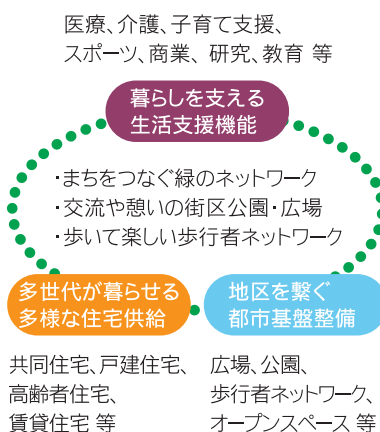 医療、介護、子育て支援、
スポーツ、商業、 研究、教育 等
暮らしを支える
生活支援機能
・まちをつなぐ緑のネットワーク
・交流や憩いの街区公園・広場
・歩いて楽しい歩行者ネットワーク
多世代が暮らせる
多様な住宅供給
地区を繋ぐ
都市基盤整備
共同住宅、戸建住宅、
高齢者住宅、
賃貸住宅 等
広場、公園、
歩行者ネットワーク、
オープンスペース 等